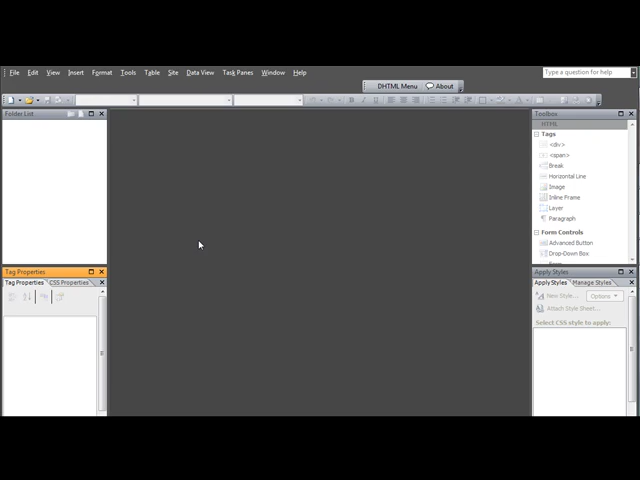 File Edit View Insert Format Tools Table Site Data View Task Panes Window Help
Type a question for help
DHTML Menu About
Folder List
Toolbox
HTML
Tags
<div>
<span>
Break
Horizontal Line
Image
Inline Frame
Layer
Paragraph
Form Controls
Advanced Button
Drop-Down Box
Tag Properties
Tag Properties CSS Properties
Apply Styles
Apply Styles Manage Styles
New Style... Options
Attach Style Sheet...
Select CSS style to apply: